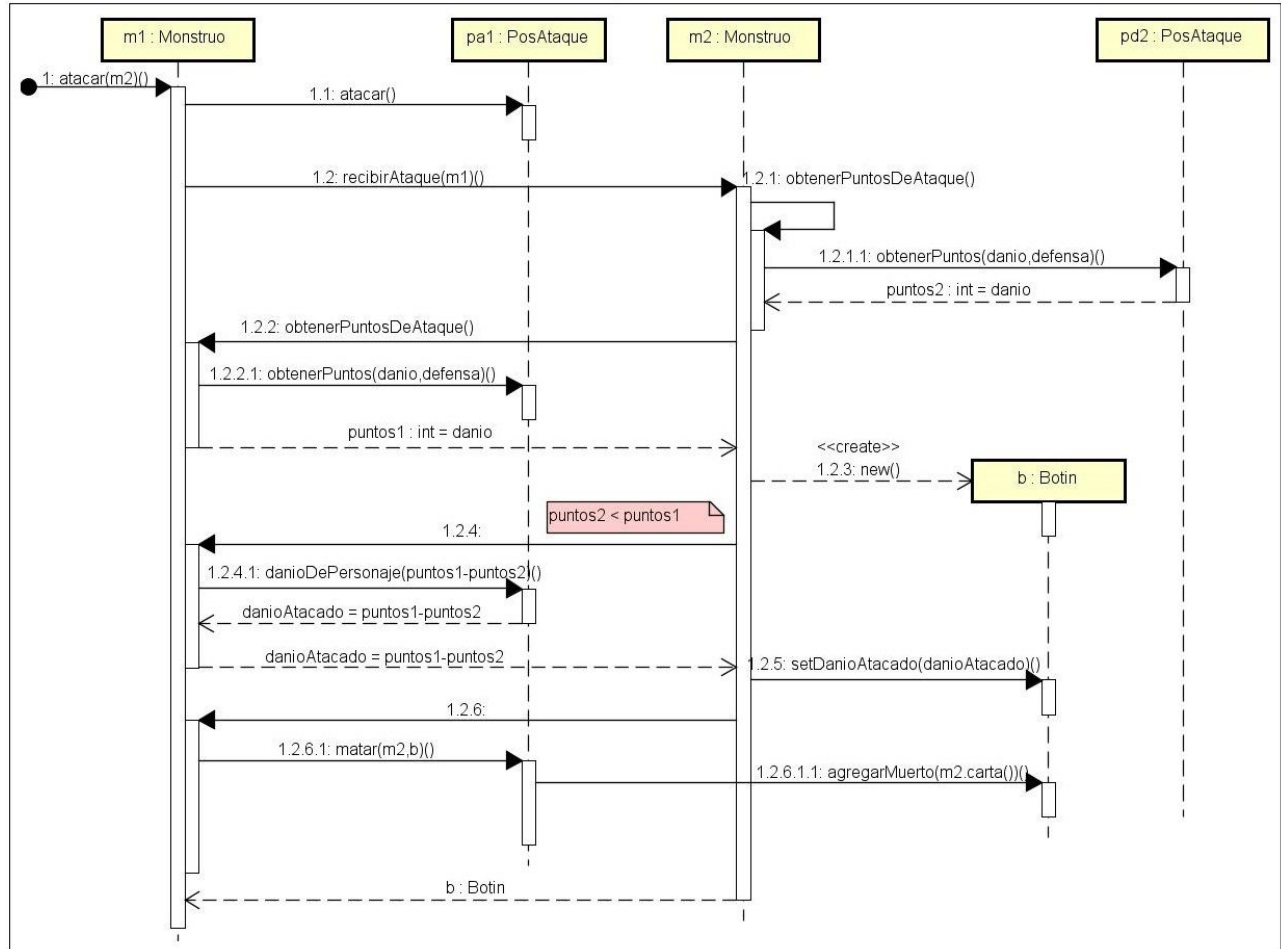 m1 : Monstruo
pa1 : PosAtaque
m2 : Monstruo
pd2 : PosAtaque
1: atacar(m2)()
1.1: atacar()
1.2: recibirAtaque(m1)()
1.2.1: obtenerPuntosDeAtaque()
1.2.1.1: obtenerPuntos(danio,defensa)()
puntos2 : int = danio
1.2.2: obtenerPuntosDeAtaque()
1.2.2.1: obtenerPuntos(danio,defensa)()
puntos1 : int = danio
<<create>>
1.2.3: new()
b : Botin
puntos2 < puntos1
1.2.4:
1.2.4.1: danioDePersonaje(puntos1-puntos2)()
danioAtacado = puntos1-puntos2
danioAtacado = puntos1-puntos2
1.2.5: setDanioAtacado(danioAtacado)()
1.2.6:
1.2.6.1: matar(m2,b)()
1.2.6.1.1: agregarMuerto(m2.carta())()
b : Botin